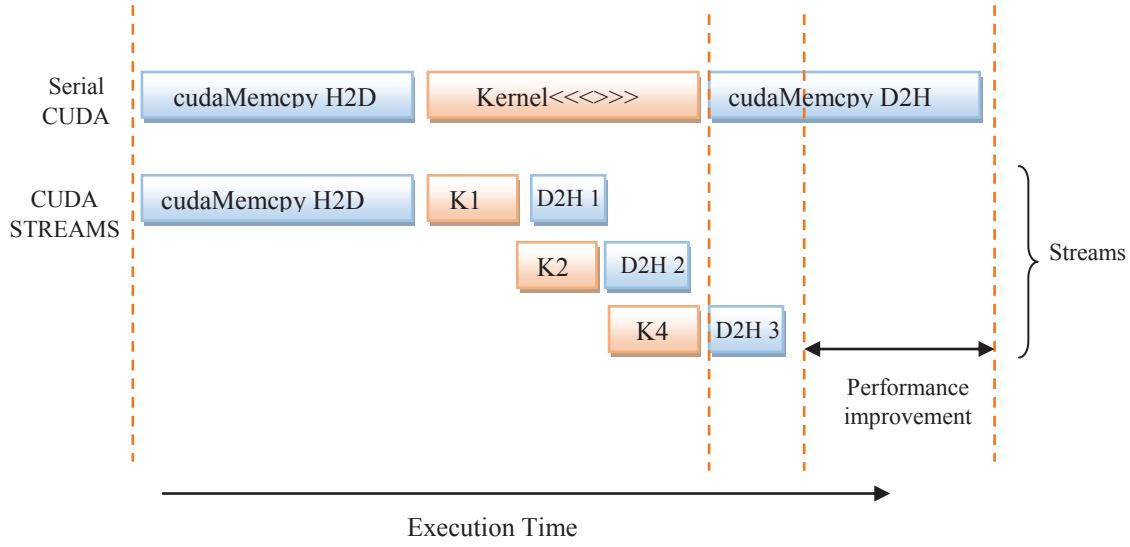 Serial
CUDA
cudaMemcpy H2D
Kernel<<<>>>
cudaMemcpy D2H
CUDA
STREAMS
cudaMemcpy H2D
K1
D2H 1
K2
D2H 2
K4
D2H 3
Streams
Performance
improvement
Execution Time